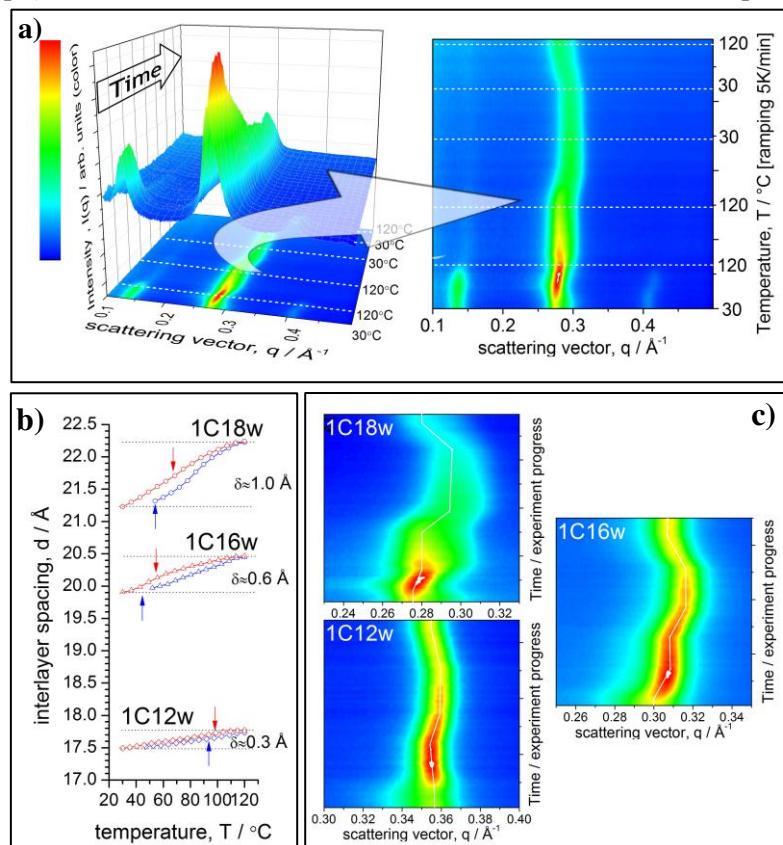 a)
Time
Intensity , I(q) / arb. units (color)
120°C
30°C
30°C
120°C
120°C
30°C
0.1
0.2
0.3
0.4
scattering vector, q / Å⁻¹
120
30
30
120
120
30
Temperature, T / °C [ramping 5K/min]
0.1
0.2
0.3
0.4
scattering vector, q / Å⁻¹
b)
22.5
22.0
21.5
21.0
20.5
20.0
19.5
19.0
18.5
18.0
17.5
17.0
interlayer spacing, d / Å
1C18w
δ≈1.0 Å
1C16w
δ≈0.6 Å
1C12w
δ≈0.3 Å
20 40 60 80 100 120
temperature, T / °C
c)
1C18w
Time / experiment progress
0.24 0.26 0.28 0.30 0.32
1C12w
Time / experiment progress
0.30 0.32 0.34 0.36 0.38 0.40
scattering vector, q / Å⁻¹
1C16w
Time / experiment progress
0.26 0.28 0.30 0.32 0.34
scattering vector, q / Å⁻¹